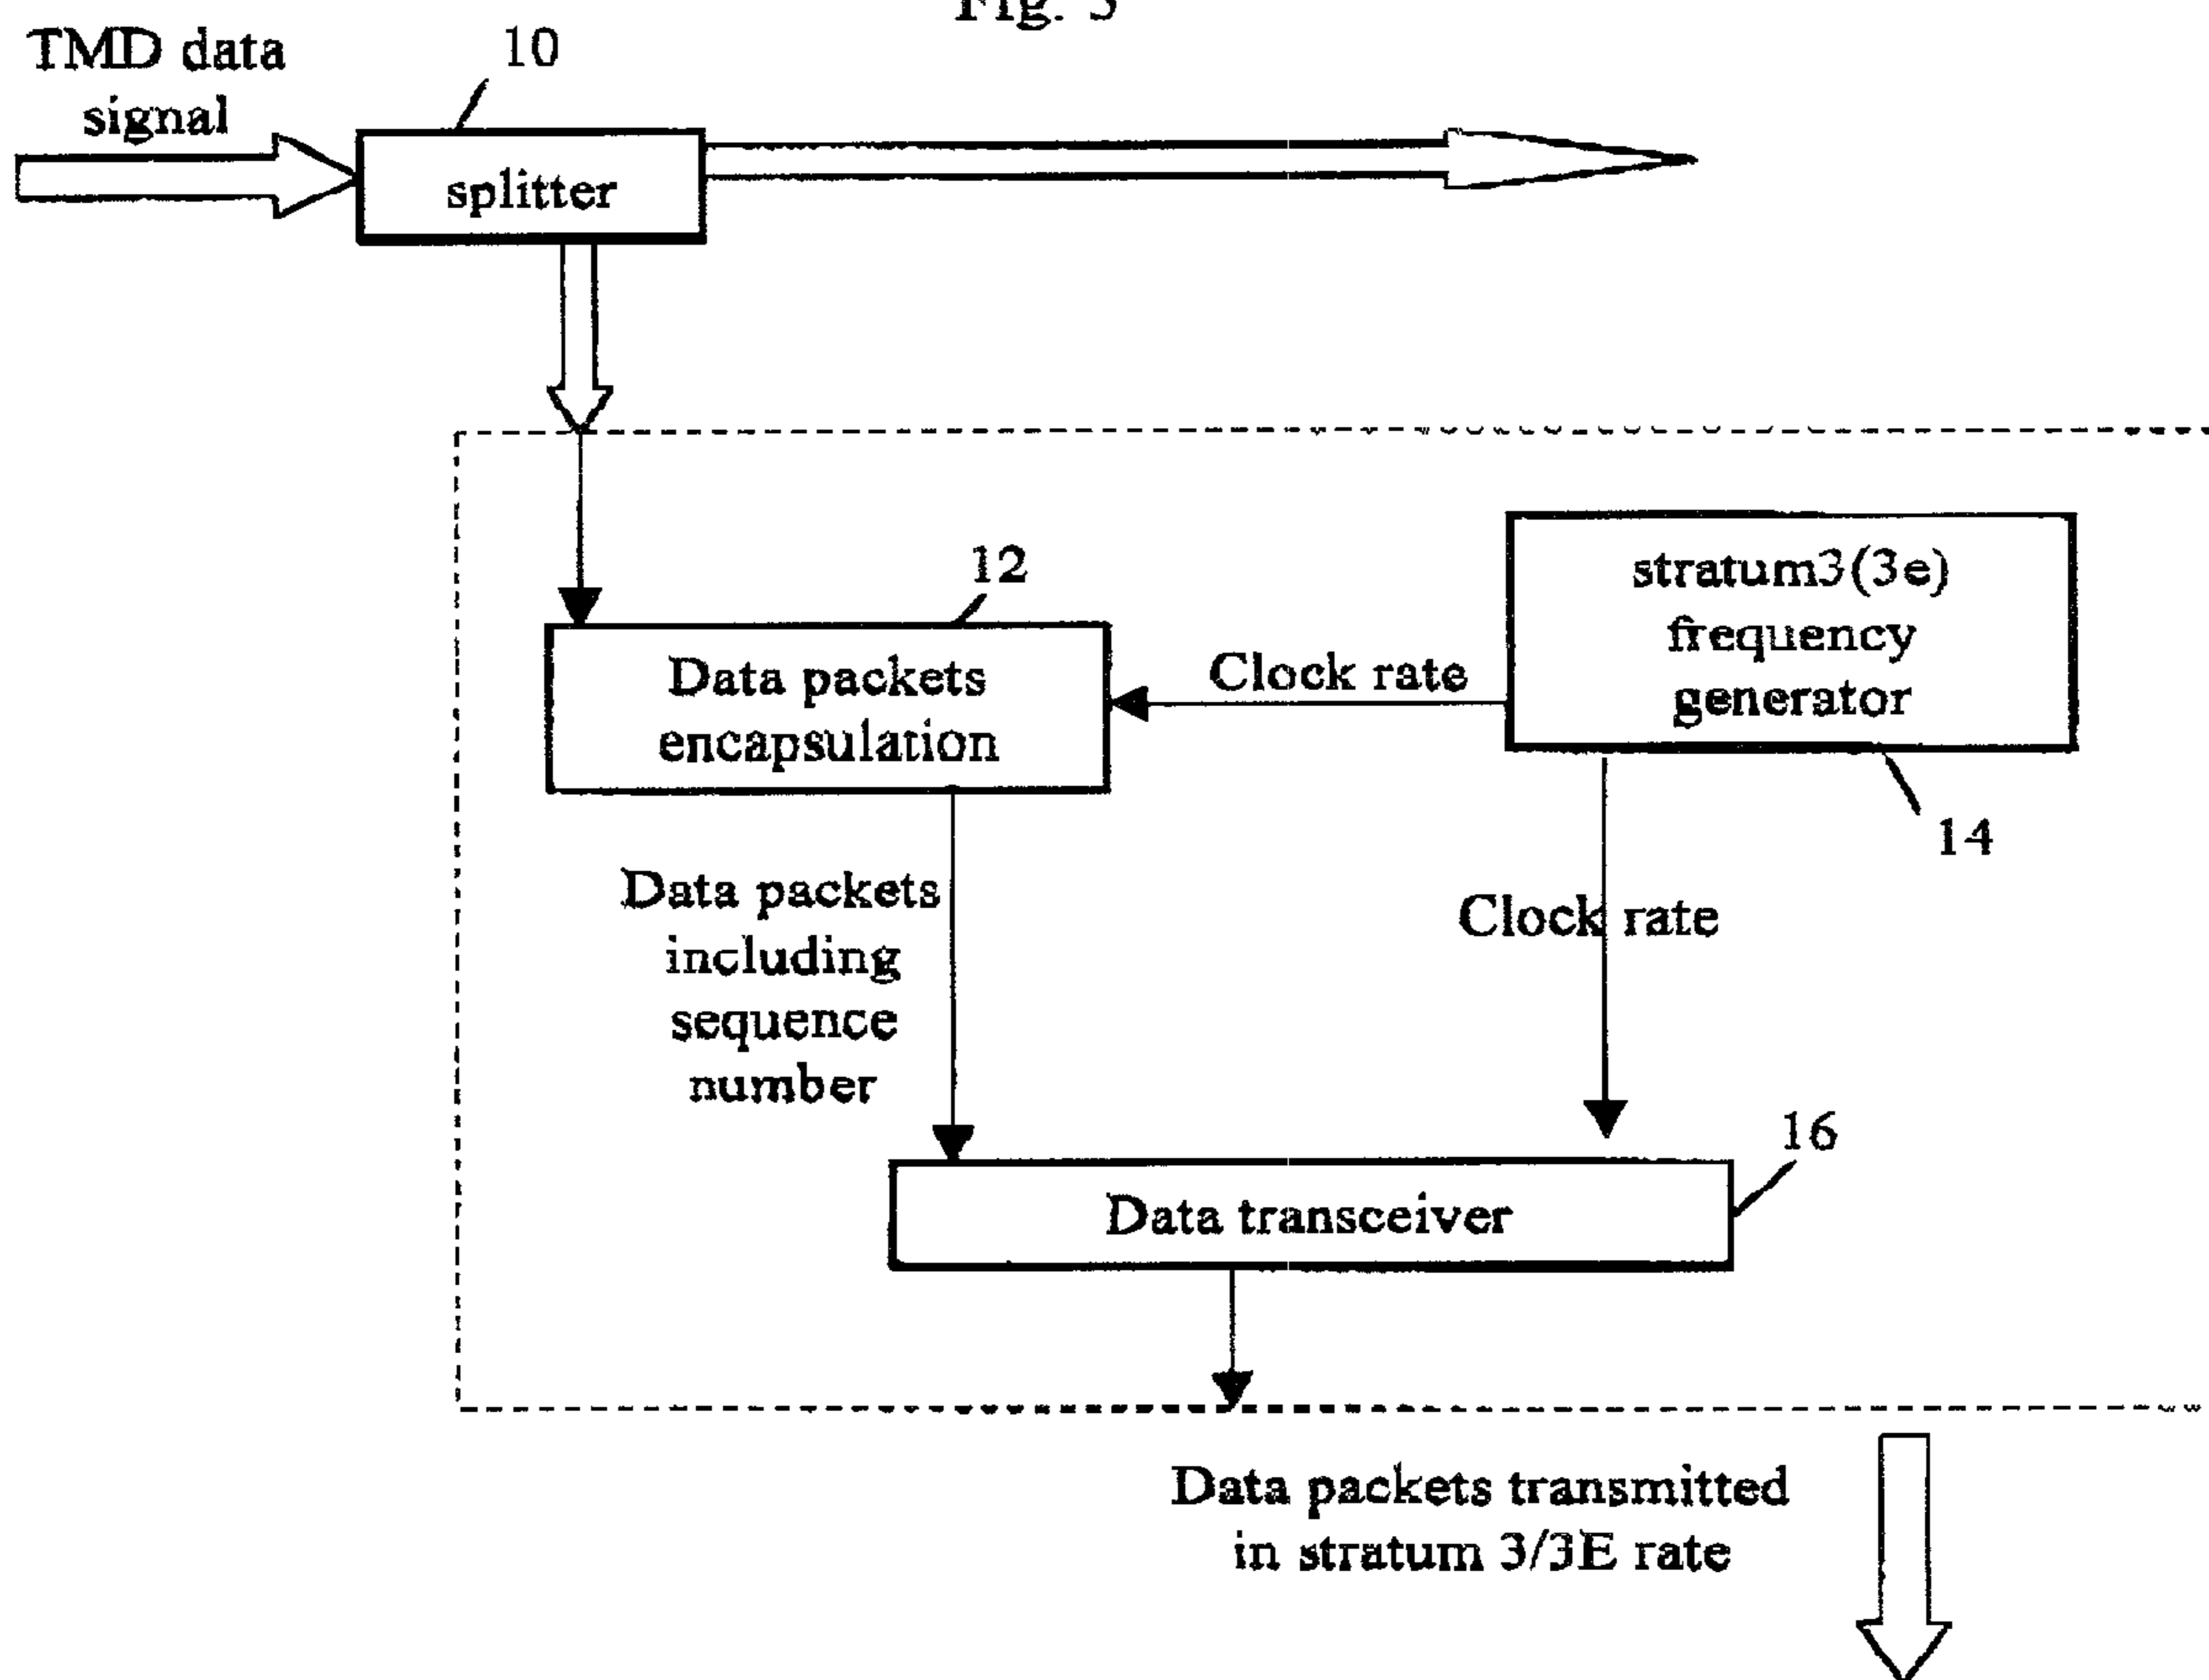 TMD data
signal
10
splitter
12
Data packets
encapsulation
Clock rate
stratum3(3e)
frequency
generator
14
Data packets
including
sequence
number
Clock rate
16
Data transceiver
Data packets transmitted
in stratum 3/3E rate